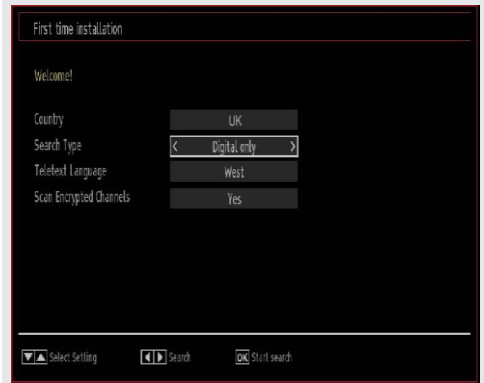 First time installation
Welcome!
Country UK
Search Type < Digital only >
Teletext Language West
Scan Encrypted Channels Yes
▼▲ Select Setting ◀▶ Search OK Start search